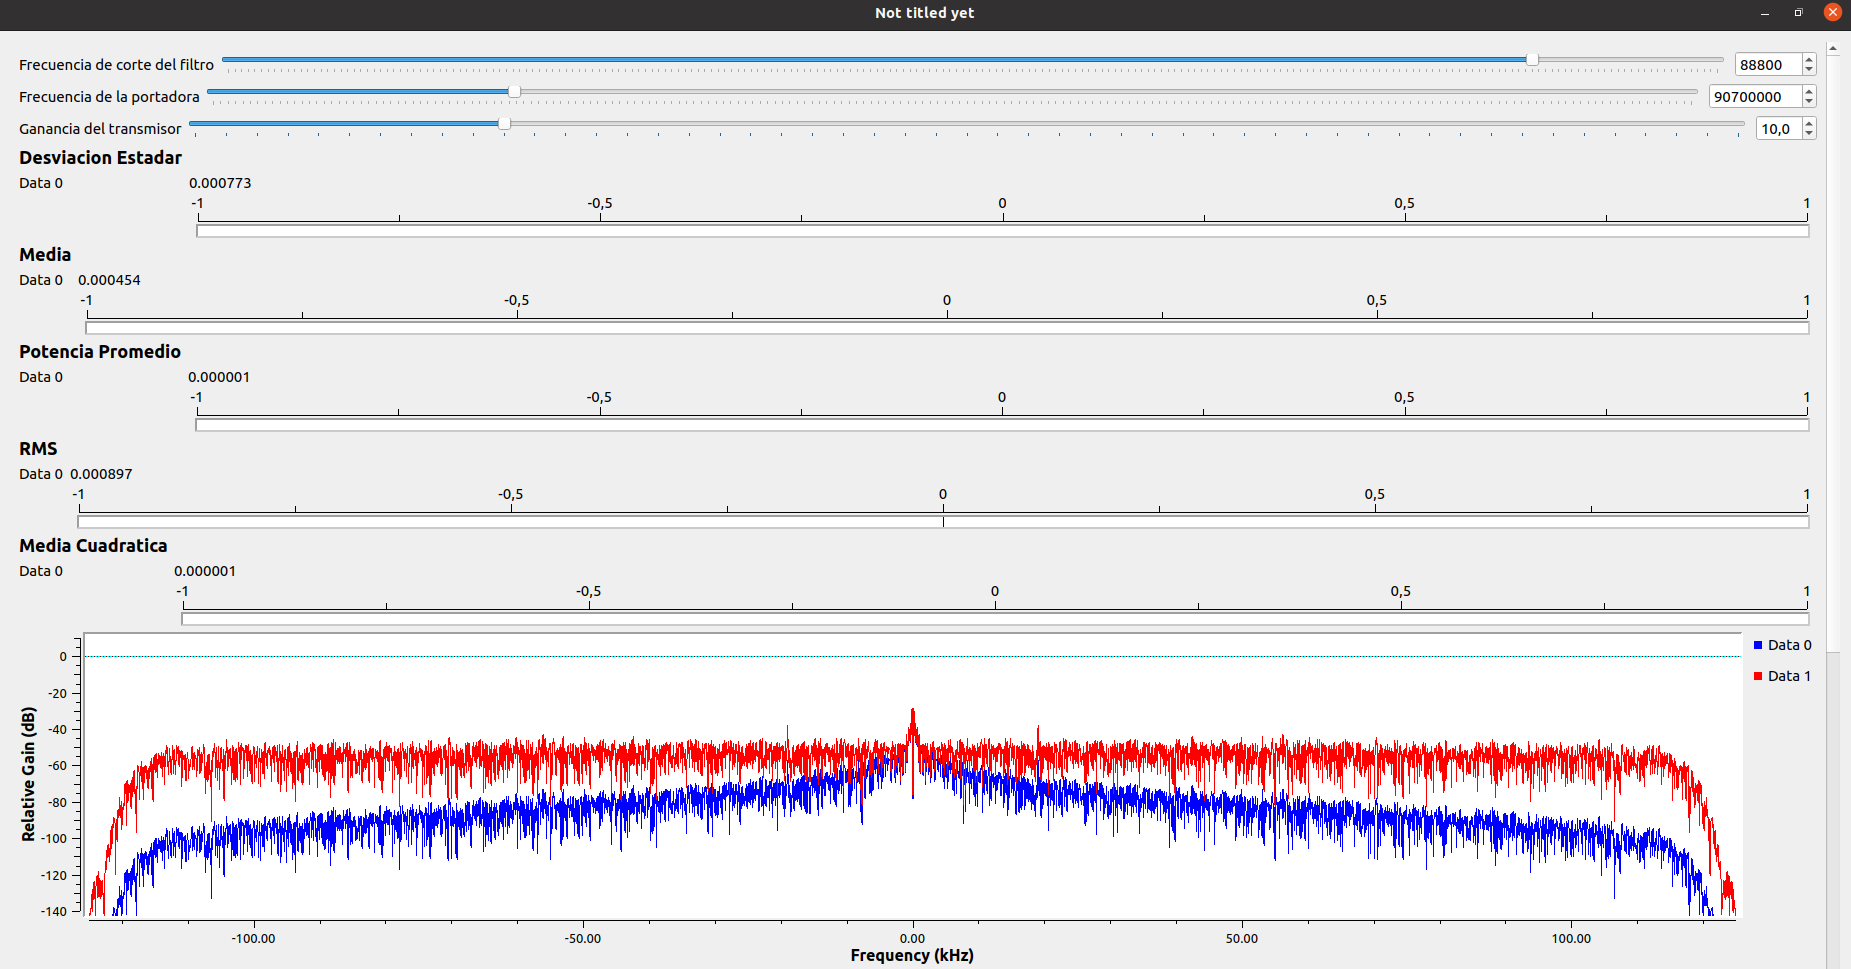 Not titled yet
Frecuencia de corte del filtro 88800
Frecuencia de la portadora 90700000
Ganancia del transmisor 10,0
Desviacion Estadar
Data 0 0.000773
-1 -0,5 0 0,5 1
Media
Data 0 0.000454
-1 -0,5 0 0,5 1
Potencia Promedio
Data 0 0.000001
-1 -0,5 0 0,5 1
RMS
Data 0 0.000897
-1 -0,5 0 0,5 1
Media Cuadratica
Data 0 0.000001
-1 -0,5 0 0,5 1
Relative Gain (dB)
0
-20
-40
-60
-80
-100
-120
-140
Data 0
Data 1
-100.00 -50.00 0.00 50.00 100.00
Frequency (kHz)